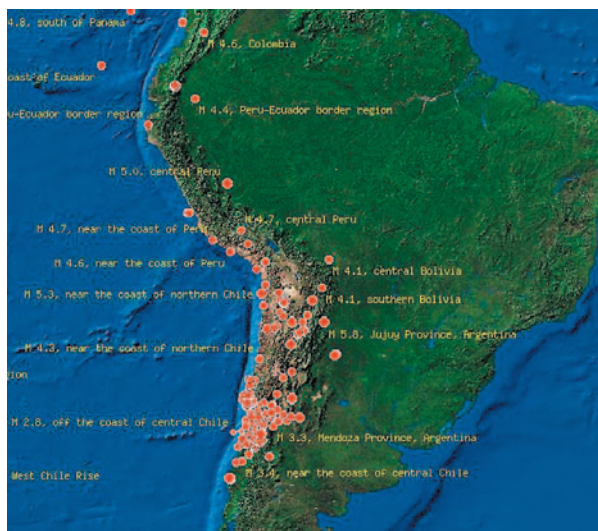 4.8, south of Panama
M 4.6, Colombia
oast of Ecuador
M 4.4, Peru-Ecuador border region
u-Ecuador border region
M 5.0, central Peru
M 4.7, central Peru
M 4.7, near the coast of Peru
M 4.6, near the coast of Peru
M 4.1, central Bolivia
M 5.3, near the coast of northern Chile
M 4.1, southern Bolivia
M 5.8, Jujuy Province, Argentina
M 4.3, near the coast of northern Chile
gion
M 2.8, off the coast of central Chile
M 3.3, Mendoza Province, Argentina
West Chile Rise
M 3.4, near the coast of central Chile